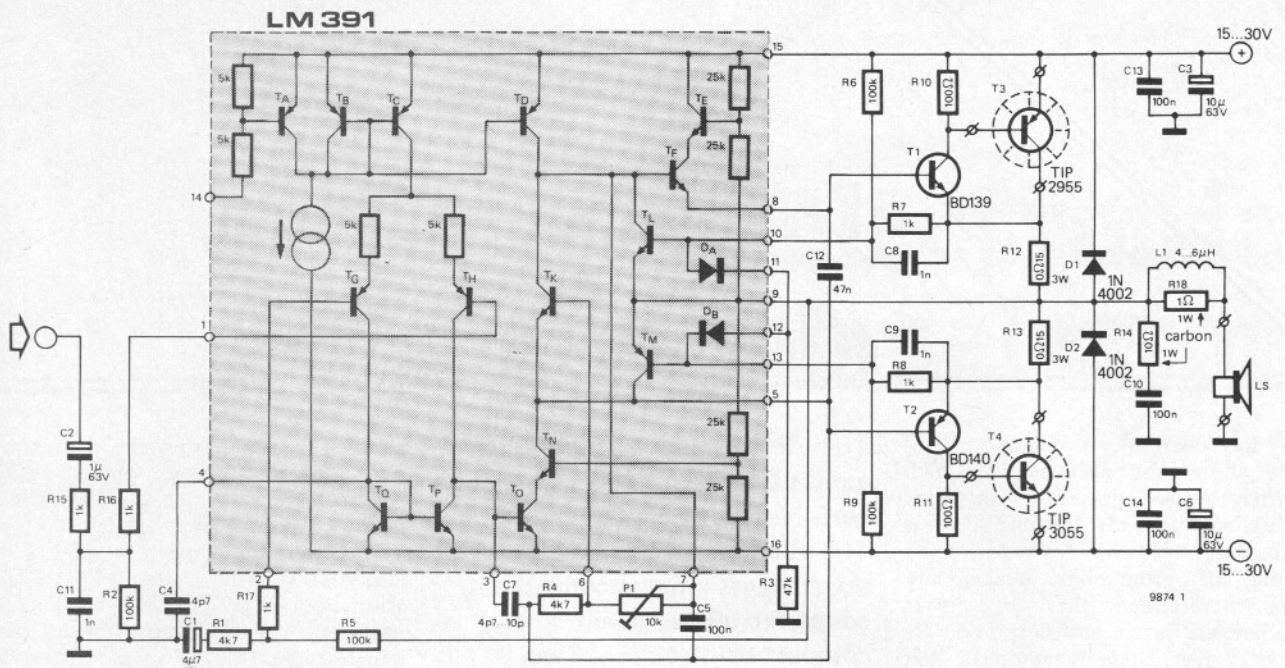 LM 391
15...30V
15
5k
25k
R6
100k
R10
100Ω
C13
100n
C3
10µ
63V
TA
TB
TC
TD
TE
T3
5k
25k
TF
T1
TIP
2955
BD139
14
8
TL
R7
1k
10
5k
5k
DA
C8
1n
R12
0Ω15
3W
L1 4...6µH
11
C12
47n
D1
1N
4002
R18
1Ω
1W
TG
TH
TK
9
DB
C9
1n
R13
0Ω15
3W
R14
10Ω
1W
carbon
1
12
D2
1N
4002
TM
13
R8
1k
LS
5
C10
100n
T2
25k
T4
C2
1µ
63V
BD140
TN
4
R15
1k
R16
1k
TQ
TP
TO
25k
R9
100k
R11
100Ω
C14
100n
C6
10µ
63V
TIP
3055
16
15...30V
2
3
6
7
9874 1
C11
1n
R2
100k
C4
4p7
R17
1k
C7
4p7...10p
R4
4k7
P1
10k
R3
47k
C5
100n
C1
4µ7
R1
4k7
R5
100k